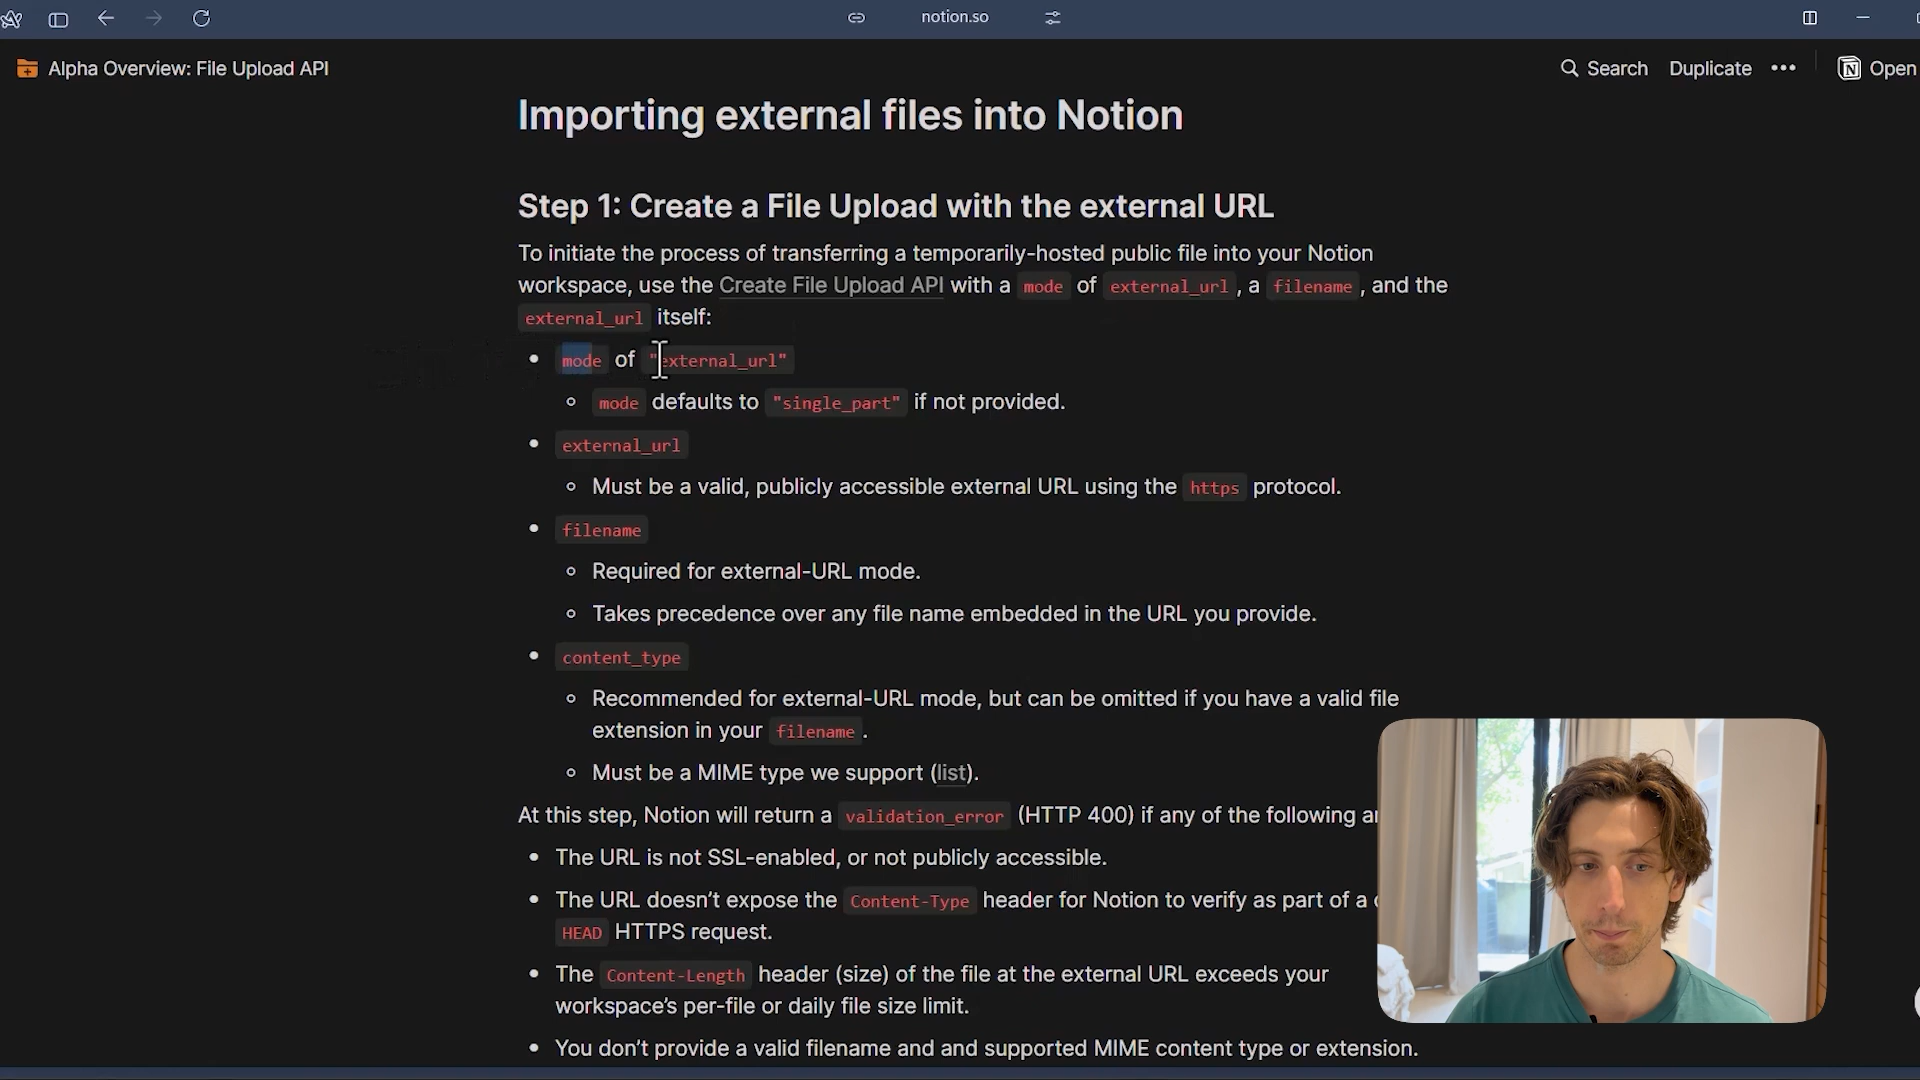 notion.so
Alpha Overview: File Upload API
Search Duplicate ••• Open
Importing external files into Notion
Step 1: Create a File Upload with the external URL
To initiate the process of transferring a temporarily-hosted public file into your Notion
workspace, use the Create File Upload API with a mode of external_url, a filename, and the
external_url itself:
• mode of "external_url"
◦ mode defaults to "single_part" if not provided.
• external_url
◦ Must be a valid, publicly accessible external URL using the https protocol.
• filename
◦ Required for external-URL mode.
◦ Takes precedence over any file name embedded in the URL you provide.
• content_type
◦ Recommended for external-URL mode, but can be omitted if you have a valid file
extension in your filename.
◦ Must be a MIME type we support (list).
At this step, Notion will return a validation_error (HTTP 400) if any of the following
• The URL is not SSL-enabled, or not publicly accessible.
• The URL doesn't expose the Content-Type header for Notion to verify as part of a
HEAD HTTPS request.
• The Content-Length header (size) of the file at the external URL exceeds your
workspace's per-file or daily file size limit.
• You don't provide a valid filename and and supported MIME content type or extension.